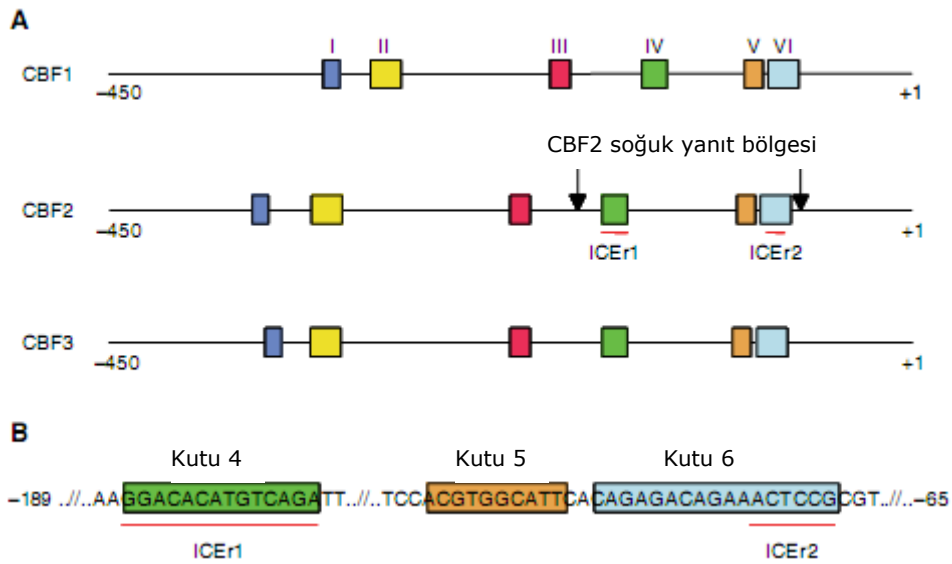 A
I II III IV V VI
CBF1
−450 +1
CBF2 soğuk yanıt bölgesi
CBF2
−450 +1
ICEr1 ICEr2
CBF3
−450 +1
B
Kutu 4 Kutu 5 Kutu 6
−189 ..//.. AAGGACACATGTCAGATT..//..TCCACGTGGCATTCACAGAGACAGAAACTCCGCGT..//..−65
ICEr1 ICEr2